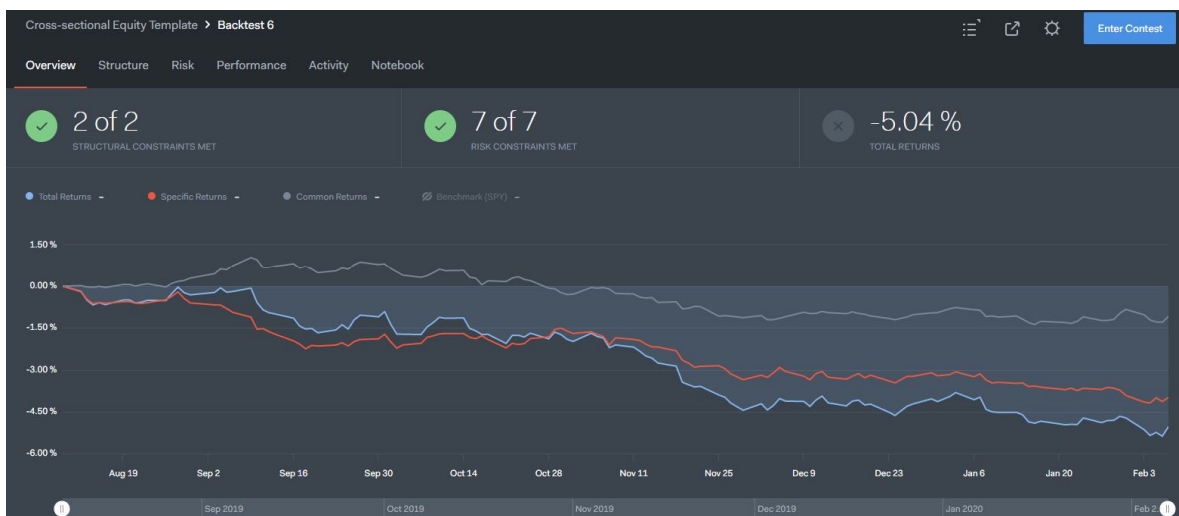 Cross-sectional Equity Template > Backtest 6
Enter Contest
Overview Structure Risk Performance Activity Notebook
2 of 2
STRUCTURAL CONSTRAINTS MET
7 of 7
RISK CONSTRAINTS MET
-5.04 %
TOTAL RETURNS
Total Returns - Specific Returns - Common Returns - Benchmark (SPY) -
1.50 %
0.00 %
-1.50 %
-3.00 %
-4.50 %
-6.00 %
Aug 19 Sep 2 Sep 16 Sep 30 Oct 14 Oct 28 Nov 11 Nov 25 Dec 9 Dec 23 Jan 6 Jan 20 Feb 3
Sep 2019 Oct 2019 Nov 2019 Dec 2019 Jan 2020 Feb 2...